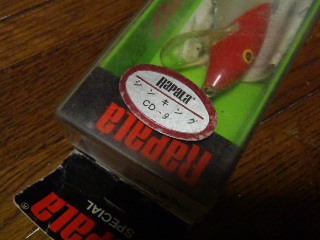 RAPALA
シンキング
CD-9
Rapala
Rapala
®
SPECIAL